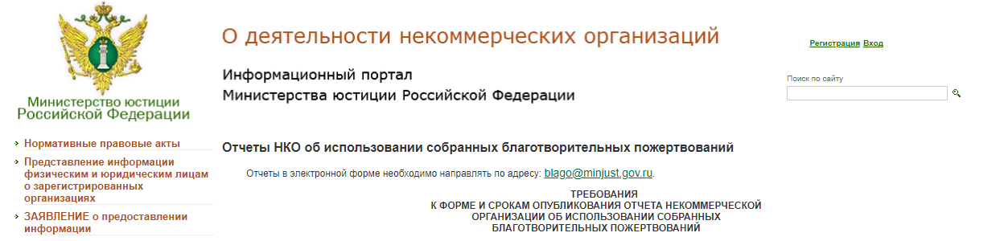 Министерство юстиции
Российской Федерации
О деятельности некоммерческих организаций
Информационный портал
Министерства юстиции Российской Федерации
Регистрация Вход
Поиск по сайту
Нормативные правовые акты
Представление информации
физическим и юридическим лицам
о зарегистрированных
организациях
ЗАЯВЛЕНИЕ о предоставлении
информации
Отчеты НКО об использовании собранных благотворительных пожертвований
Отчеты в электронной форме необходимо направлять по адресу: blago@minjust.gov.ru.
ТРЕБОВАНИЯ
К ФОРМЕ И СРОКАМ ОПУБЛИКОВАНИЯ ОТЧЕТА НЕКОММЕРЧЕСКОЙ
ОРГАНИЗАЦИИ ОБ ИСПОЛЬЗОВАНИИ СОБРАННЫХ
БЛАГОТВОРИТЕЛЬНЫХ ПОЖЕРТВОВАНИЙ